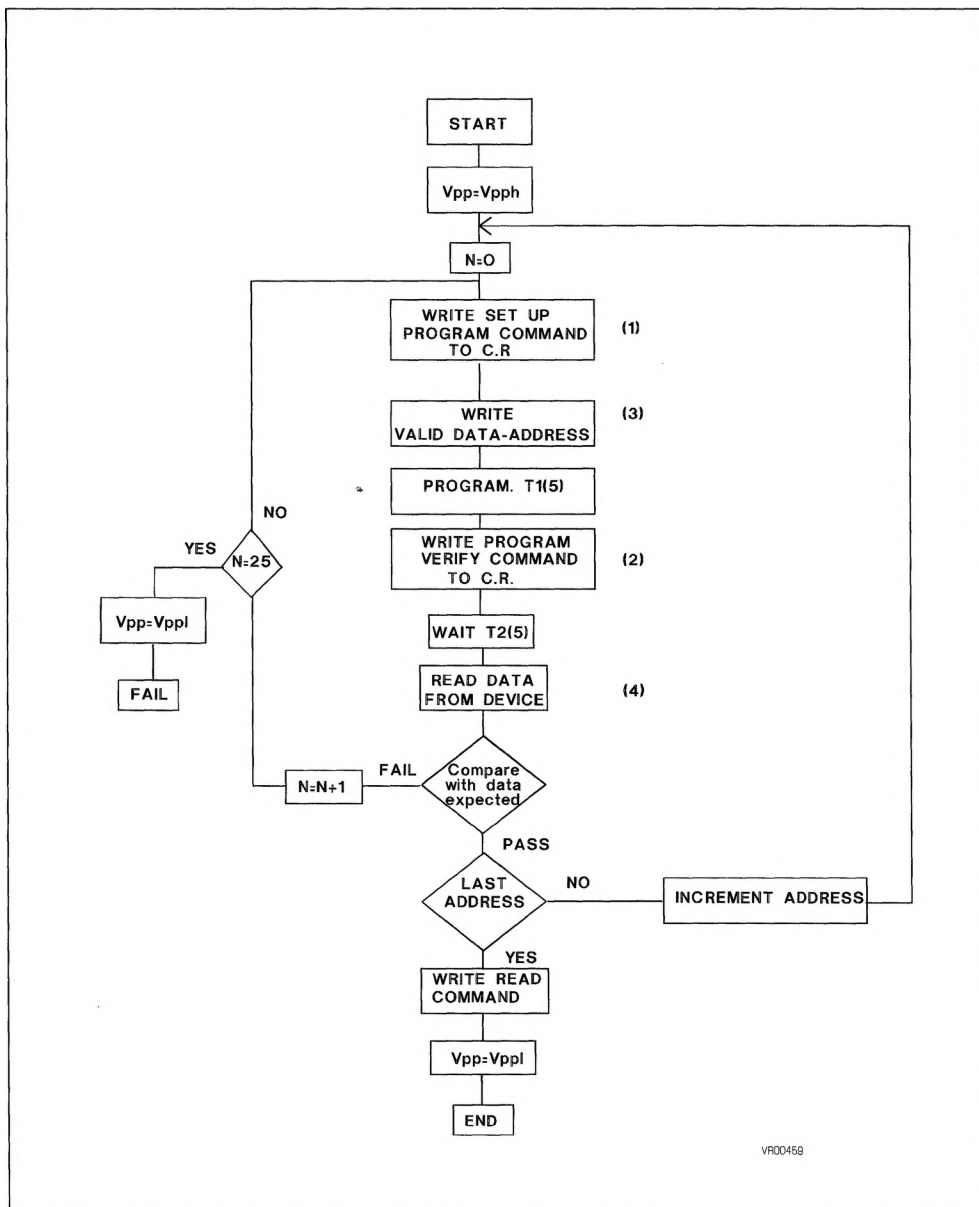 START
Vpp=Vpph
N=O
WRITE SET UP
PROGRAM COMMAND
TO C.R
(1)
WRITE
VALID DATA-ADDRESS
(3)
PROGRAM. T1(5)
WRITE PROGRAM
VERIFY COMMAND
TO C.R.
(2)
WAIT T2(5)
READ DATA
FROM DEVICE
(4)
Compare
with data
expected
FAIL
N=N+1
NO
YES
N=25
Vpp=Vppl
FAIL
PASS
LAST
ADDRESS
NO
INCREMENT ADDRESS
YES
WRITE READ
COMMAND
Vpp=Vppl
END
VR00459